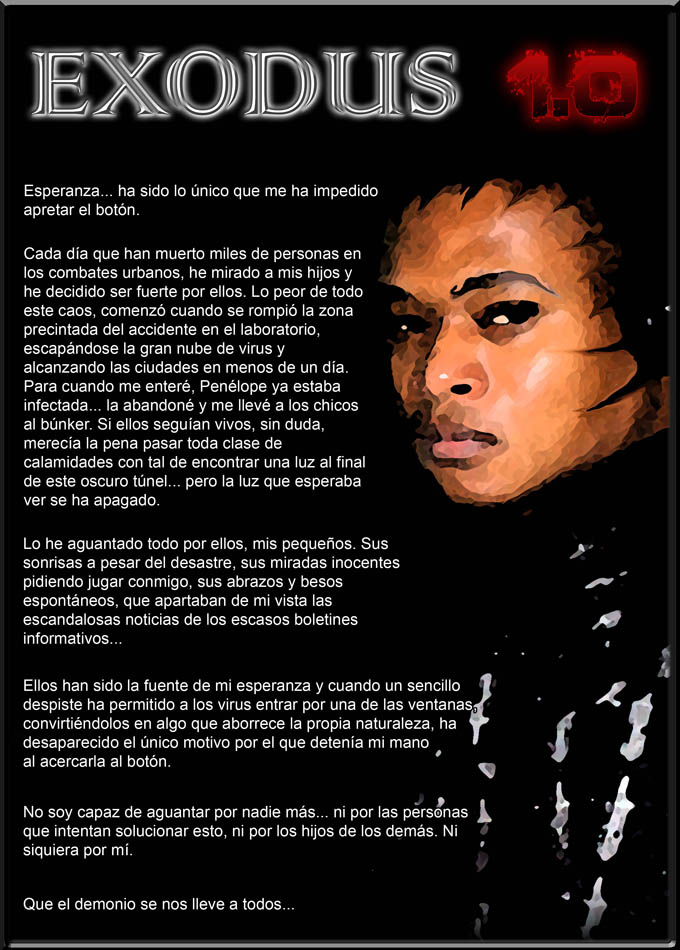 EXODUS 1.0
Esperanza... ha sido lo único que me ha impedido
apretar el botón.
Cada día que han muerto miles de personas en
los combates urbanos, he mirado a mis hijos y
he decidido ser fuerte por ellos. Lo peor de todo
este caos, comenzó cuando se rompió la zona
precintada del accidente en el laboratorio,
escapándose la gran nube de virus y
alcanzando las ciudades en menos de un día.
Para cuando me enteré, Penélope ya estaba
infectada... la abandoné y me llevé a los chicos
al búnker. Si ellos seguían vivos, sin duda,
merecía la pena pasar toda clase de
calamidades con tal de encontrar una luz al final
de este oscuro túnel... pero la luz que esperaba
ver se ha apagado.
Lo he aguantado todo por ellos, mis pequeños. Sus
sonrisas a pesar del desastre, sus miradas inocentes
pidiendo jugar conmigo, sus abrazos y besos
espontáneos, que apartaban de mi vista las
escandalosas noticias de los escasos boletines
informativos...
Ellos han sido la fuente de mi esperanza y cuando un sencillo
despiste ha permitido a los virus entrar por una de las ventanas,
convirtiéndolos en algo que aborrece la propia naturaleza, ha
desaparecido el único motivo por el que detenía mi mano
al acercarla al botón.
No soy capaz de aguantar por nadie más... ni por las personas
que intentan solucionar esto, ni por los hijos de los demás. Ni
siquiera por mí.
Que el demonio se nos lleve a todos...